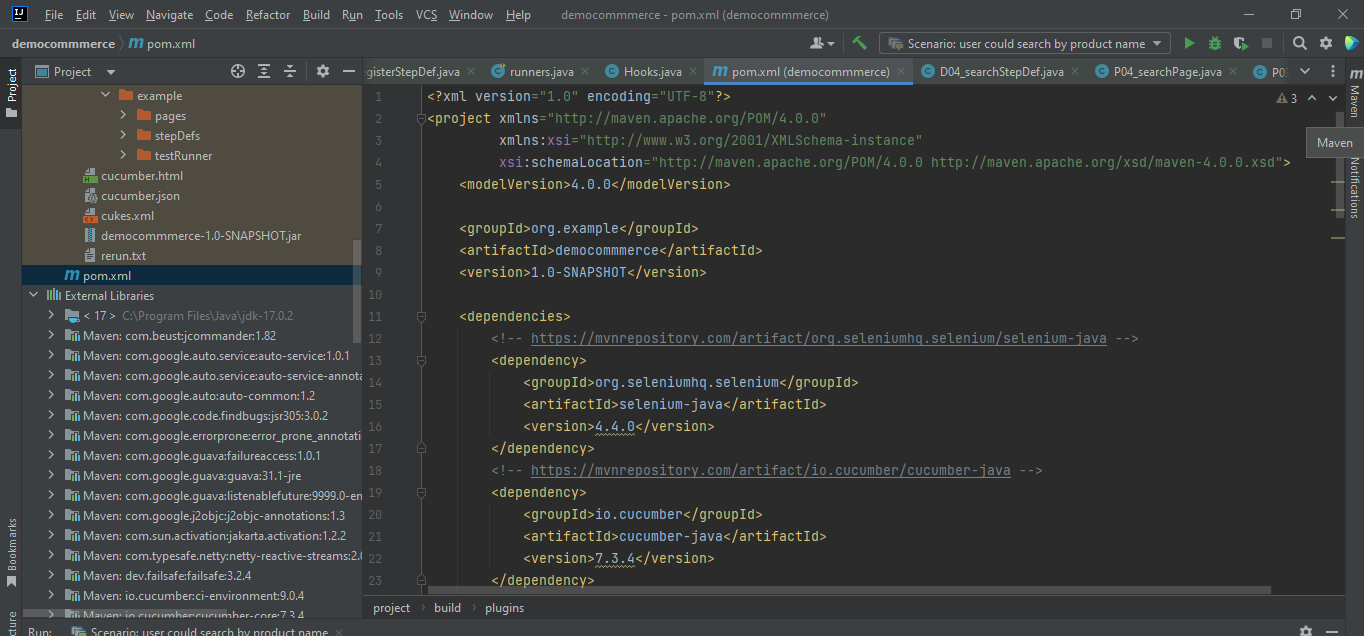 File Edit View Navigate Code Refactor Build Run Tools VCS Window Help democommmerce - pom.xml (democommmerce)
democommmerce pom.xml
Scenario: user could search by product name
Project
gisterStepDef.java runners.java Hooks.java pom.xml (democommmerce) D04_searchStepDef.java P04_searchPage.java P0
Project
Bookmarks
cture
example
pages
stepDefs
testRunner
cucumber.html
cucumber.json
cukes.xml
democommmerce-1.0-SNAPSHOT.jar
rerun.txt
pom.xml
External Libraries
< 17 > C:\Program Files\Java\jdk-17.0.2
Maven: com.beust:jcommander:1.82
Maven: com.google.auto.service:auto-service:1.0.1
Maven: com.google.auto.service:auto-service-annota
Maven: com.google.auto:auto-common:1.2
Maven: com.google.code.findbugs:jsr305:3.0.2
Maven: com.google.errorprone:error_prone_annotati
Maven: com.google.guava:failureaccess:1.0.1
Maven: com.google.guava:guava:31.1-jre
Maven: com.google.guava:listenablefuture:9999.0-em
Maven: com.google.j2objc:j2objc-annotations:1.3
Maven: com.sun.activation:jakarta.activation:1.2.2
Maven: com.typesafe.netty:netty-reactive-streams:2.0
Maven: dev.failsafe:failsafe:3.2.4
Maven: io.cucumber:ci-environment:9.0.4
Maven: io.cucumber:cucumber-core:7.3.4
1 <?xml version="1.0" encoding="UTF-8"?>
2 <project xmlns="http://maven.apache.org/POM/4.0.0"
3 xmlns:xsi="http://www.w3.org/2001/XMLSchema-instance"
4 xsi:schemaLocation="http://maven.apache.org/POM/4.0.0 http://maven.apache.org/xsd/maven-4.0.0.xsd">
5 <modelVersion>4.0.0</modelVersion>
6
7 <groupId>org.example</groupId>
8 <artifactId>democommmerce</artifactId>
9 <version>1.0-SNAPSHOT</version>
10
11 <dependencies>
12 <!-- https://mvnrepository.com/artifact/org.seleniumhq.selenium/selenium-java -->
13 <dependency>
14 <groupId>org.seleniumhq.selenium</groupId>
15 <artifactId>selenium-java</artifactId>
16 <version>4.4.0</version>
17 </dependency>
18 <!-- https://mvnrepository.com/artifact/io.cucumber/cucumber-java -->
19 <dependency>
20 <groupId>io.cucumber</groupId>
21 <artifactId>cucumber-java</artifactId>
22 <version>7.3.4</version>
23 </dependency>
3
Maven
Maven
Notifications
project build plugins
Run: Scenario: user could search by product name